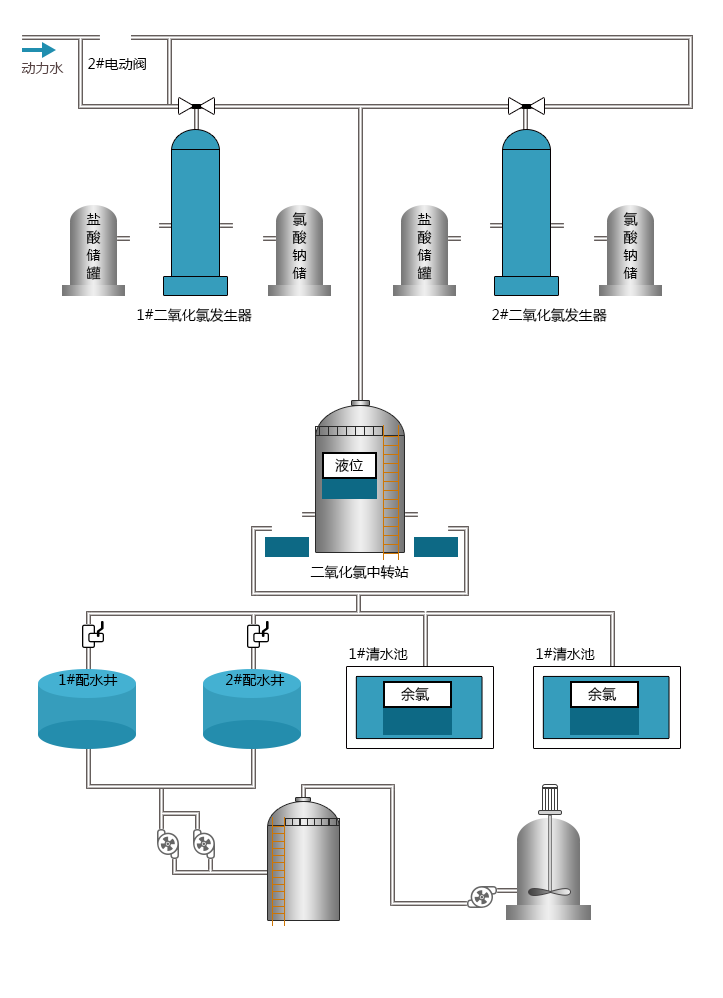 动力水
2#电动阀
盐酸储罐
氯酸钠储
盐酸储罐
氯酸钠储
1#二氧化氯发生器
2#二氧化氯发生器
液位
二氧化氯中转站
1#清水池
1#清水池
1#配水井
2#配水井
余氯
余氯